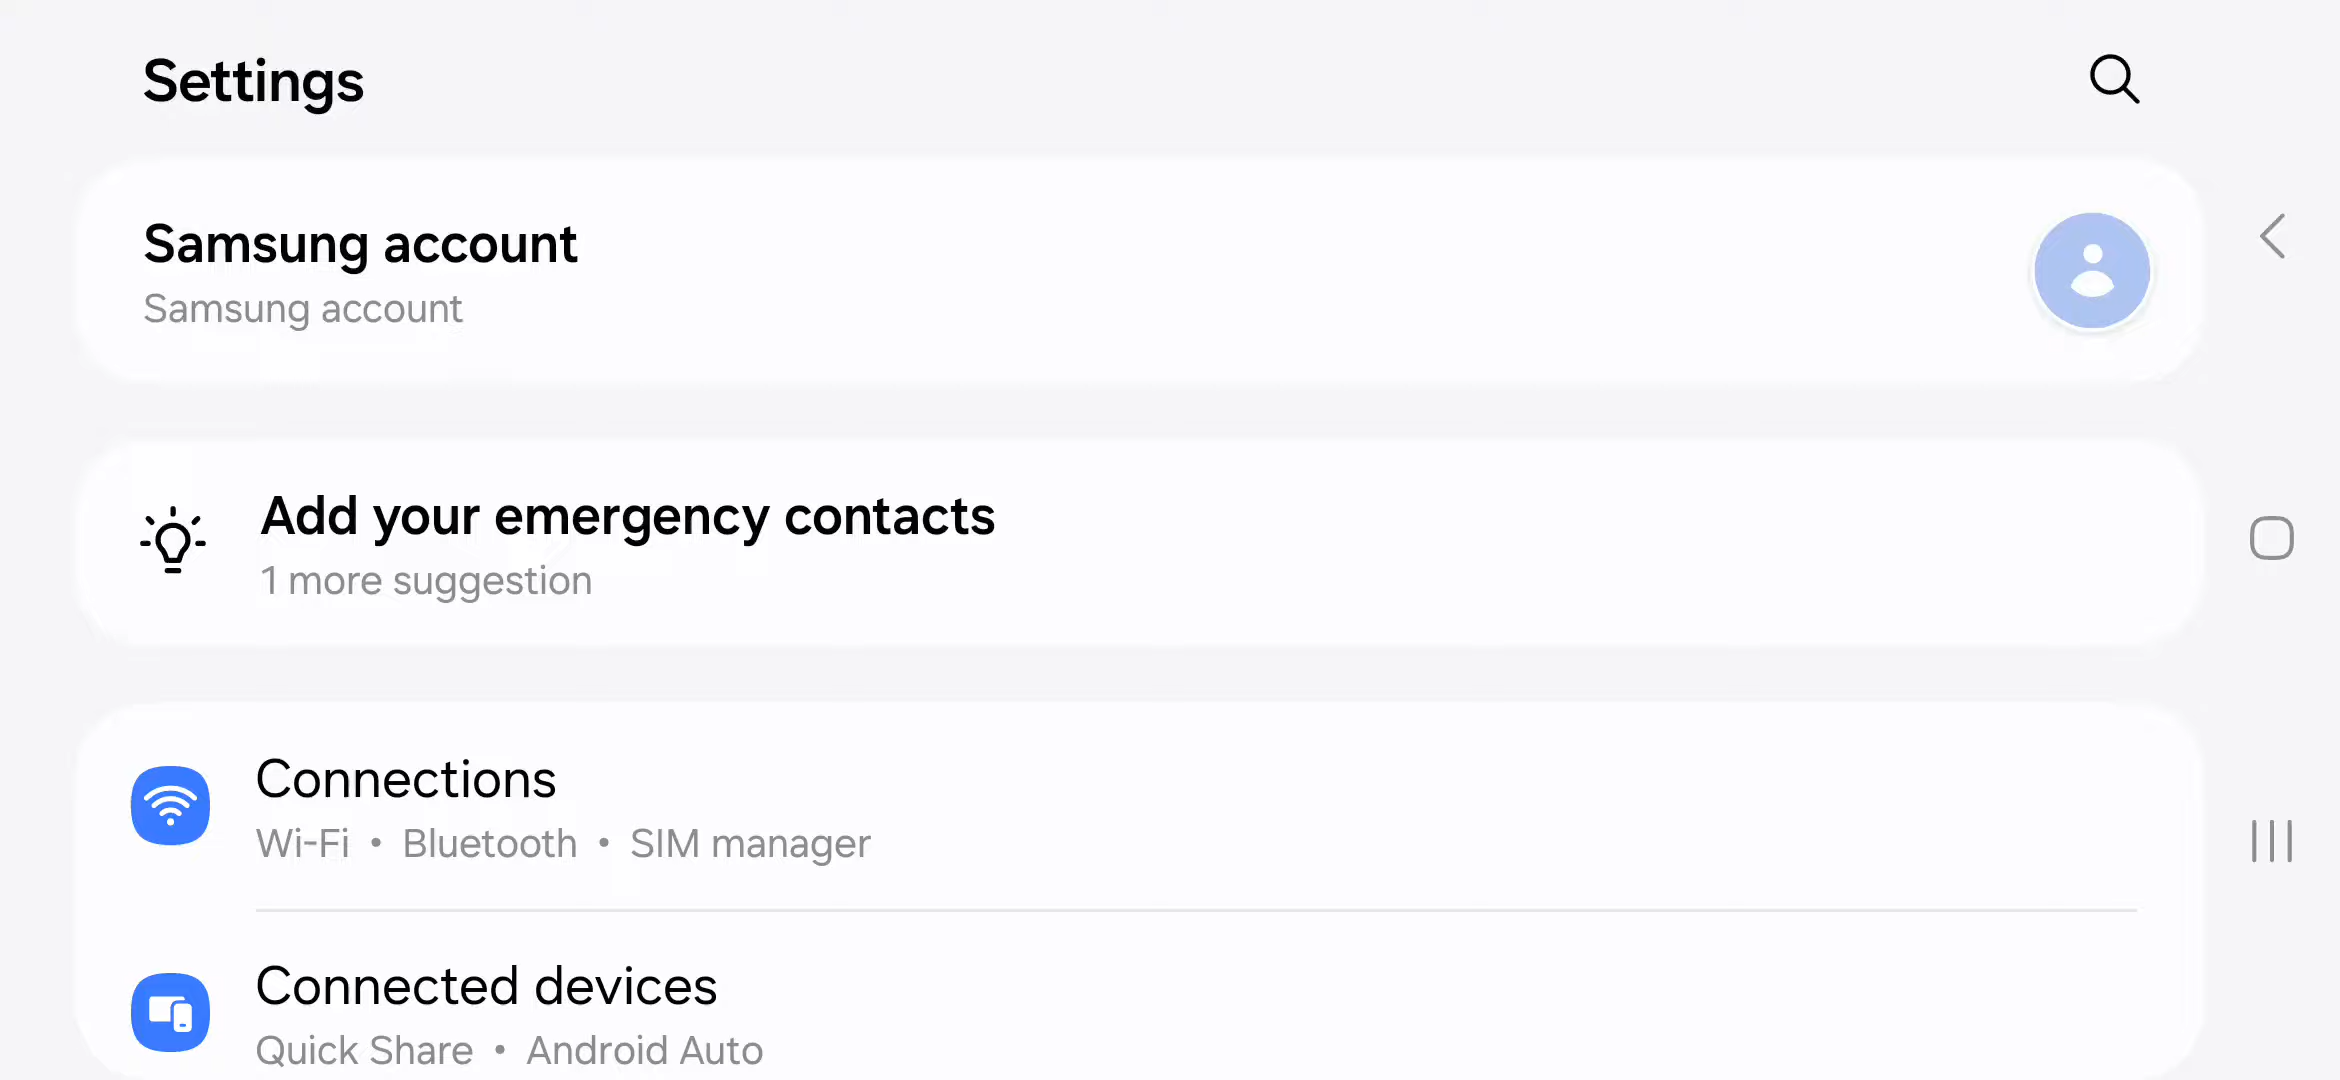 Settings
Samsung account
Samsung account
Add your emergency contacts
1 more suggestion
Connections
Wi-Fi • Bluetooth • SIM manager
Connected devices
Quick Share • Android Auto